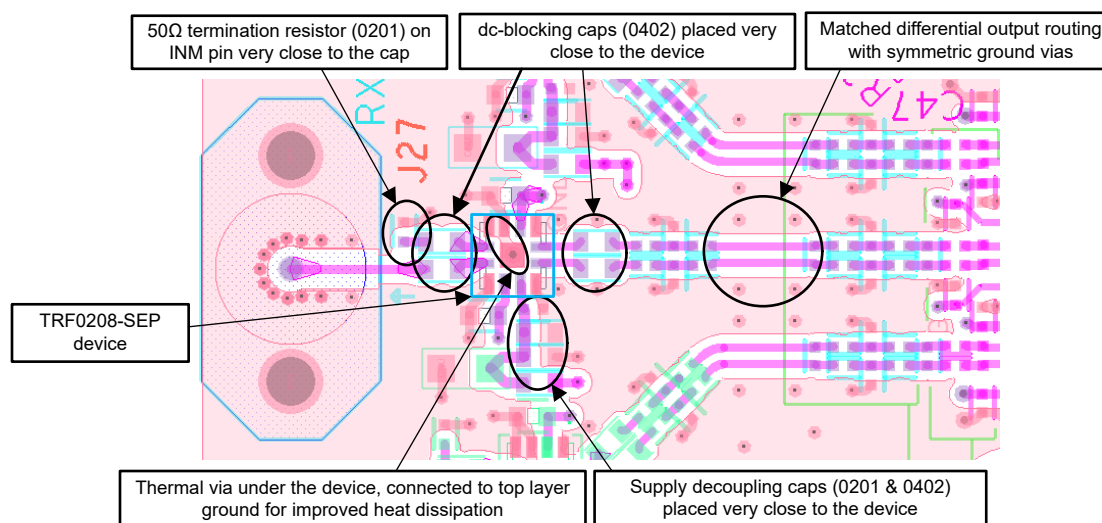 50Ω termination resistor (0201) on
INM pin very close to the cap
dc-blocking caps (0402) placed very
close to the device
Matched differential output routing
with symmetric ground vias
RX
J27
C47
TRF0208-SEP
device
Thermal via under the device, connected to top layer
ground for improved heat dissipation
Supply decoupling caps (0201 & 0402)
placed very close to the device